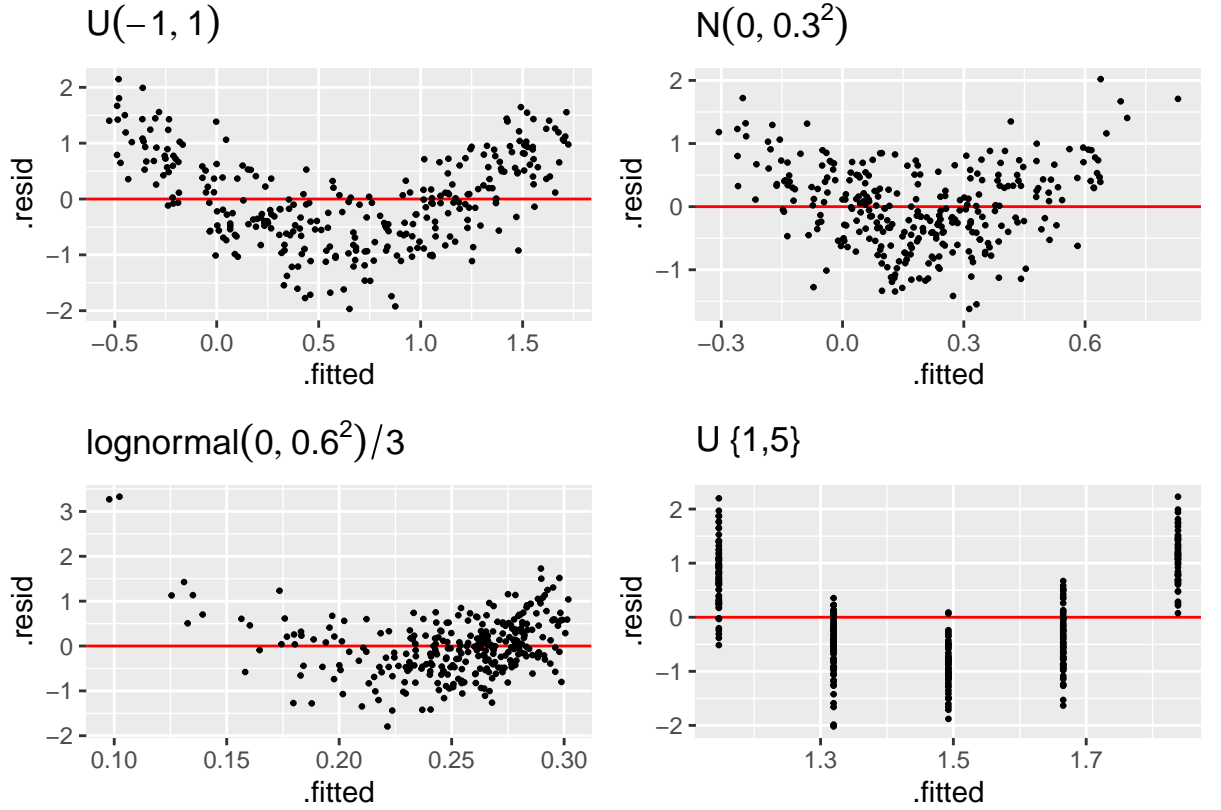 U(−1, 1)
2
1
0
−1
−2
.resid
−0.5 0.0 0.5 1.0 1.5
.fitted
N(0, 0.3²)
2
1
0
−1
.resid
−0.3 0.0 0.3 0.6
.fitted
lognormal(0, 0.6²)/3
3
2
1
0
−1
−2
.resid
0.10 0.15 0.20 0.25 0.30
.fitted
U {1,5}
2
1
0
−1
−2
.resid
1.3 1.5 1.7
.fitted